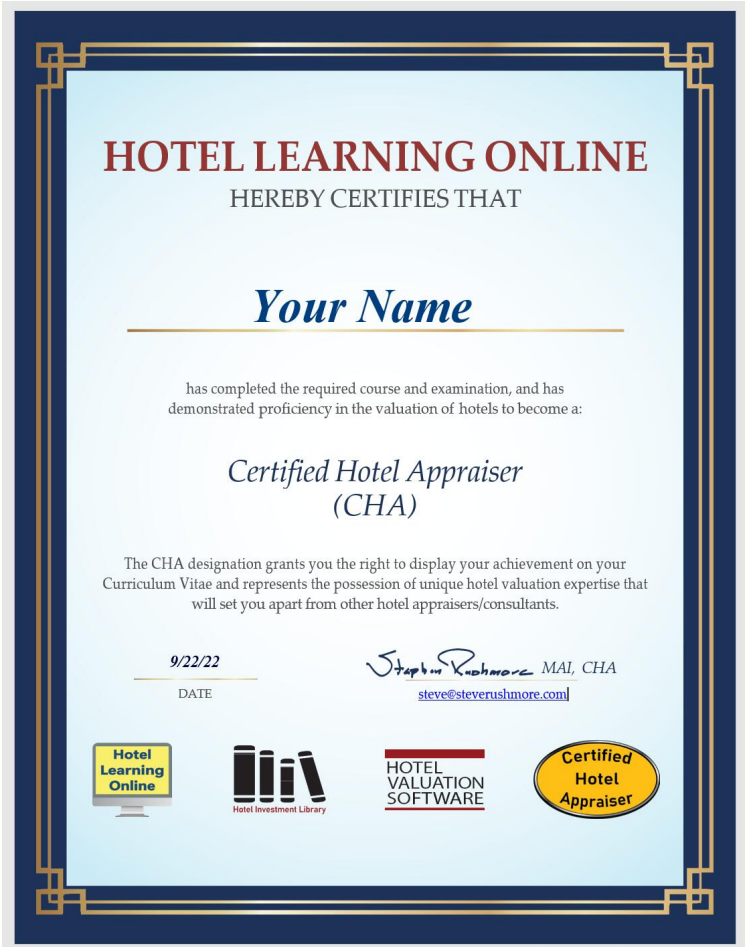 HOTEL LEARNING ONLINE
HEREBY CERTIFIES THAT
Your Name
has completed the required course and examination, and has
demonstrated proficiency in the valuation of hotels to become a:
Certified Hotel Appraiser
(CHA)
The CHA designation grants you the right to display your achievement on your
Curriculum Vitae and represents the possession of unique hotel valuation expertise that
will set you apart from other hotel appraisers/consultants.
9/22/22
DATE
Stephen Rushmore MAI, CHA
steve@steverushmore.com
Hotel
Learning
Online
Hotel Investment Library
HOTEL
VALUATION
SOFTWARE
Certified
Hotel
Appraiser